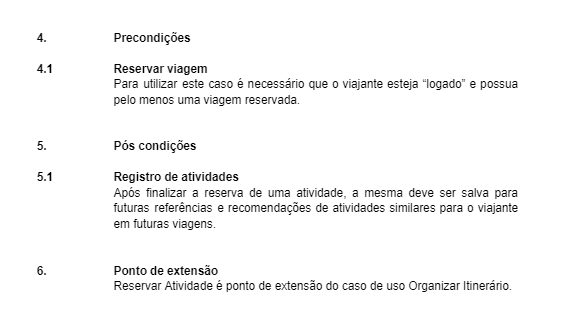 4. Precondições
4.1 Reservar viagem
Para utilizar este caso é necessário que o viajante esteja “logado” e possua
pelo menos uma viagem reservada.
5. Pós condições
5.1 Registro de atividades
Após finalizar a reserva de uma atividade, a mesma deve ser salva para
futuras referências e recomendações de atividades similares para o viajante
em futuras viagens.
6. Ponto de extensão
Reservar Atividade é ponto de extensão do caso de uso Organizar Itinerário.